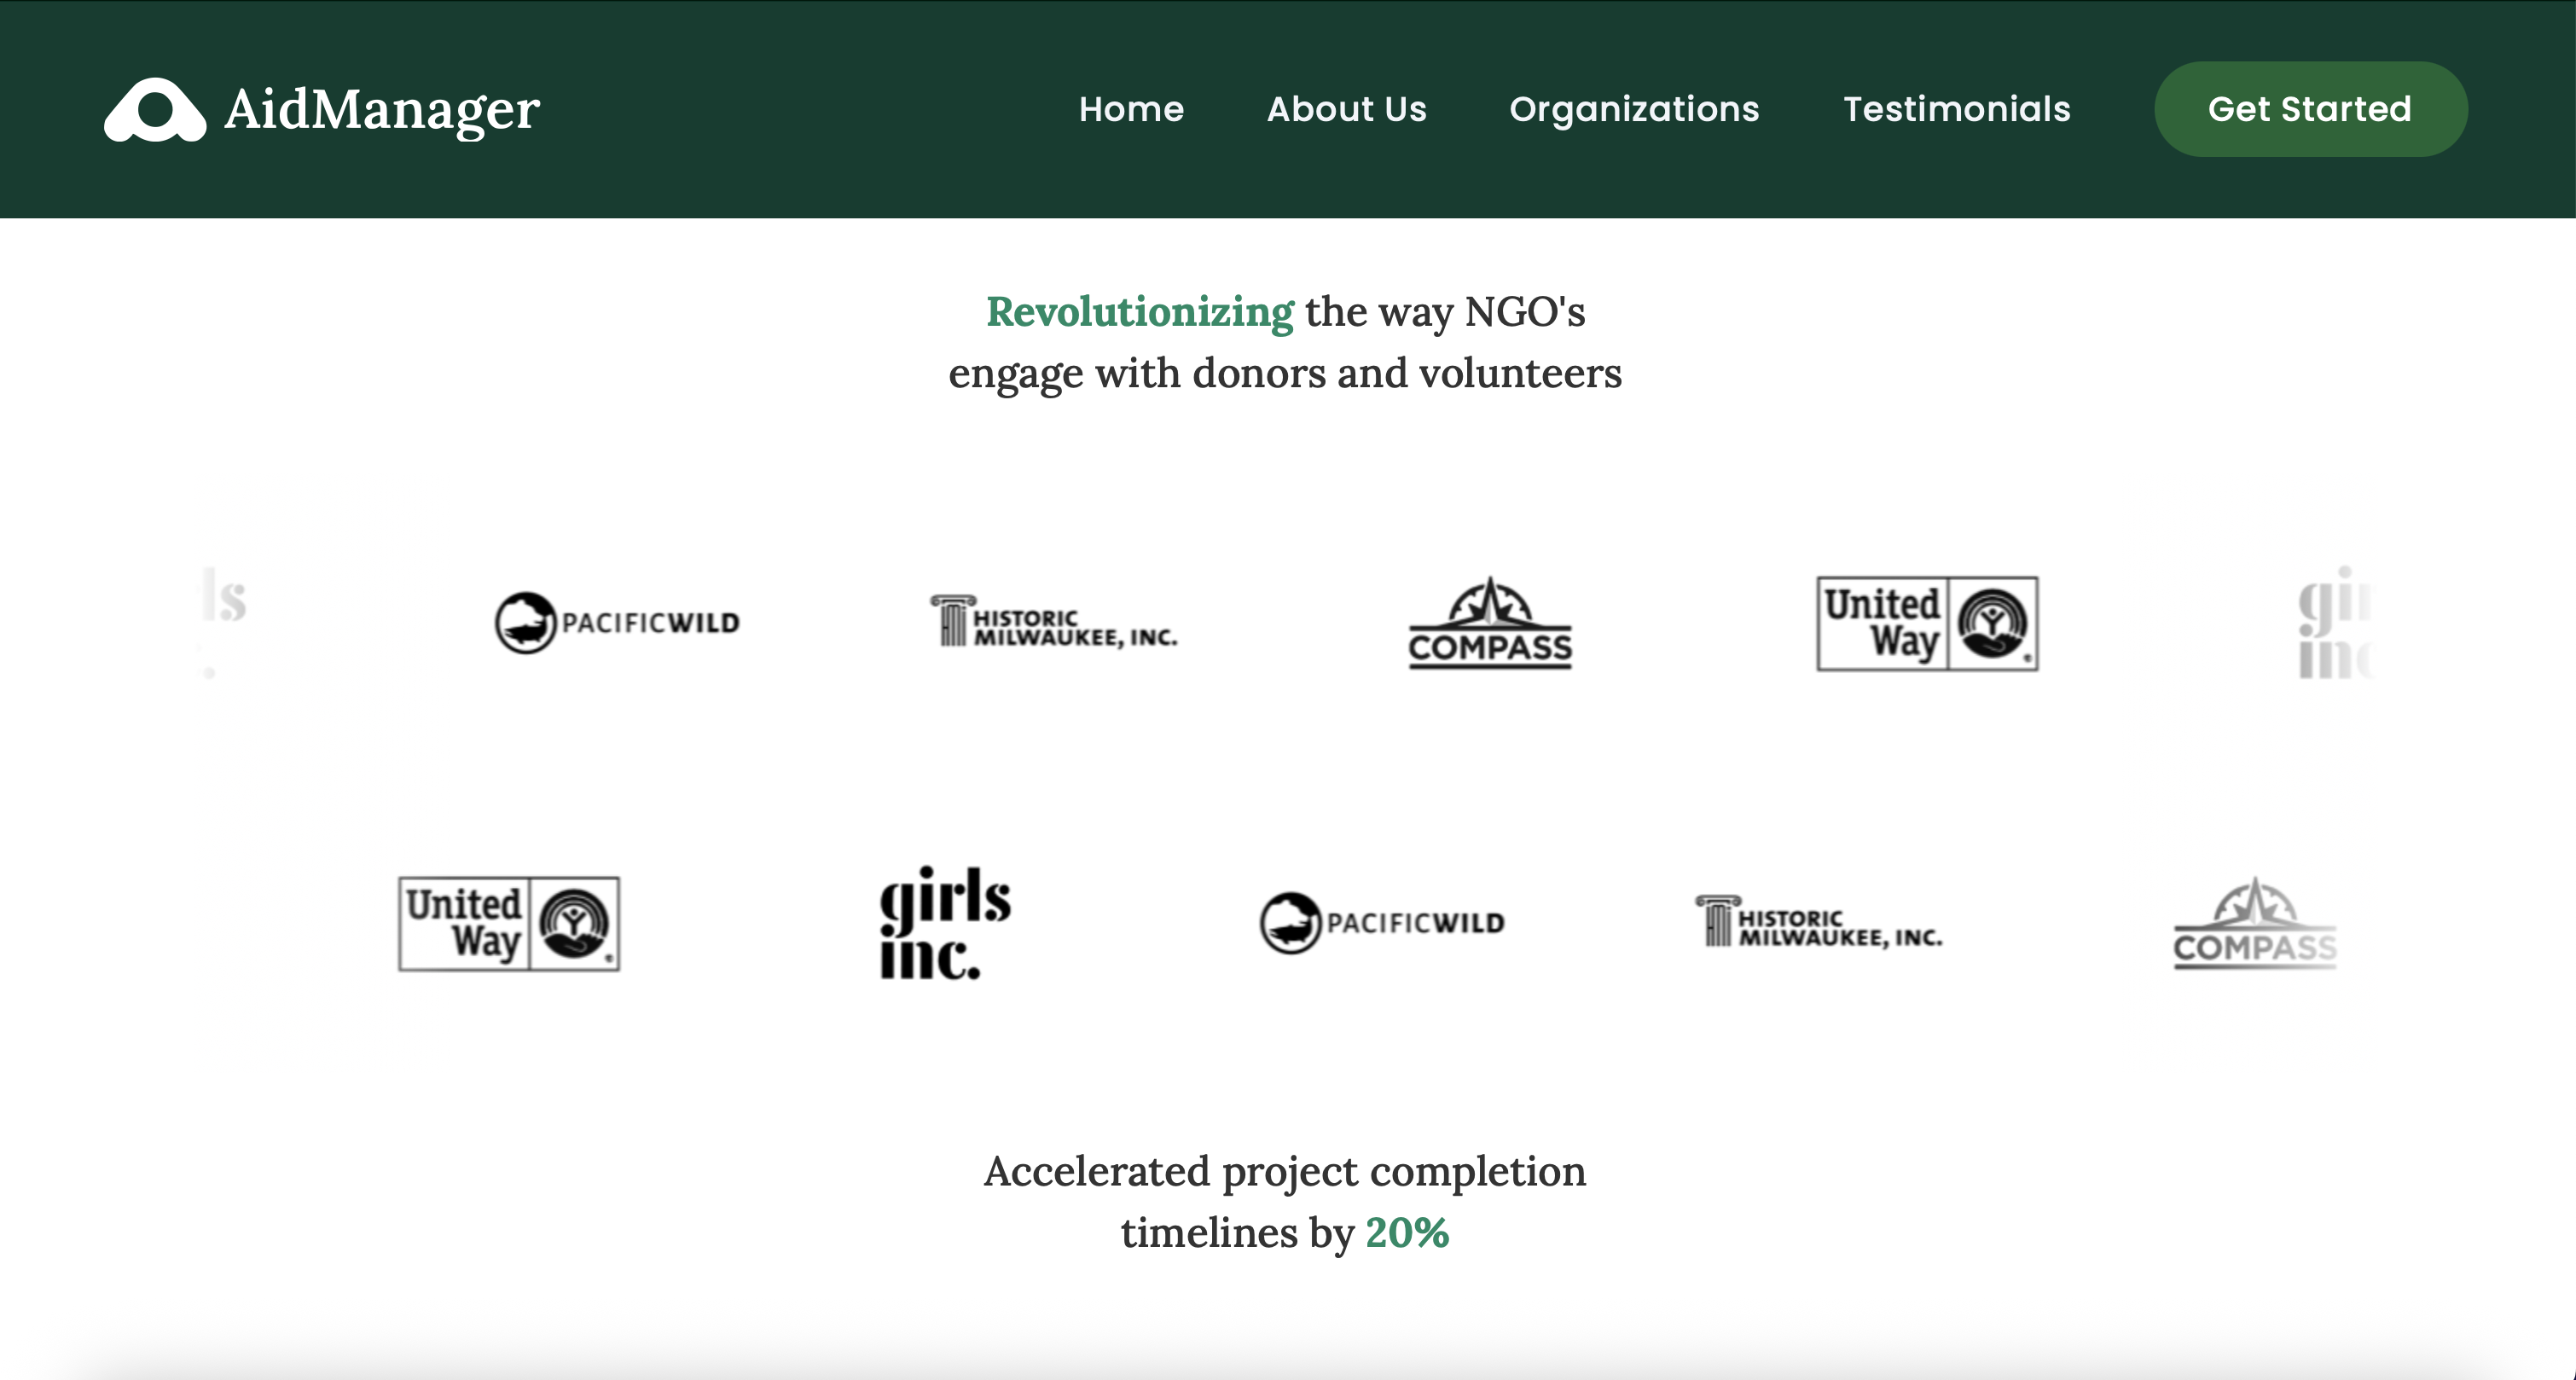 AidManager
Home
About Us
Organizations
Testimonials
Get Started
Revolutionizing the way NGO's
engage with donors and volunteers
ls
PACIFICWILD
HISTORIC
MILWAUKEE, INC.
COMPASS
United
Way
gir
inc
United
Way
girls
inc.
PACIFICWILD
HISTORIC
MILWAUKEE, INC.
COMPASS
Accelerated project completion
timelines by 20%